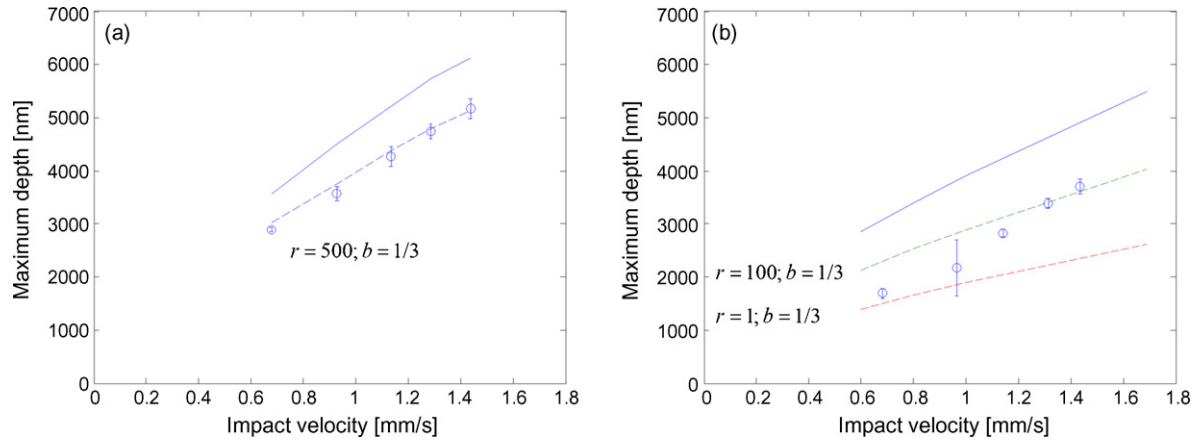 (a)
7000
6000
5000
4000
3000
2000
1000
0
Maximum depth [nm]
r = 500; b = 1/3
0 0.2 0.4 0.6 0.8 1 1.2 1.4 1.6 1.8
Impact velocity [mm/s]
(b)
7000
6000
5000
4000
3000
2000
1000
0
Maximum depth [nm]
r = 100; b = 1/3
r = 1; b = 1/3
0 0.2 0.4 0.6 0.8 1 1.2 1.4 1.6 1.8
Impact velocity [mm/s]